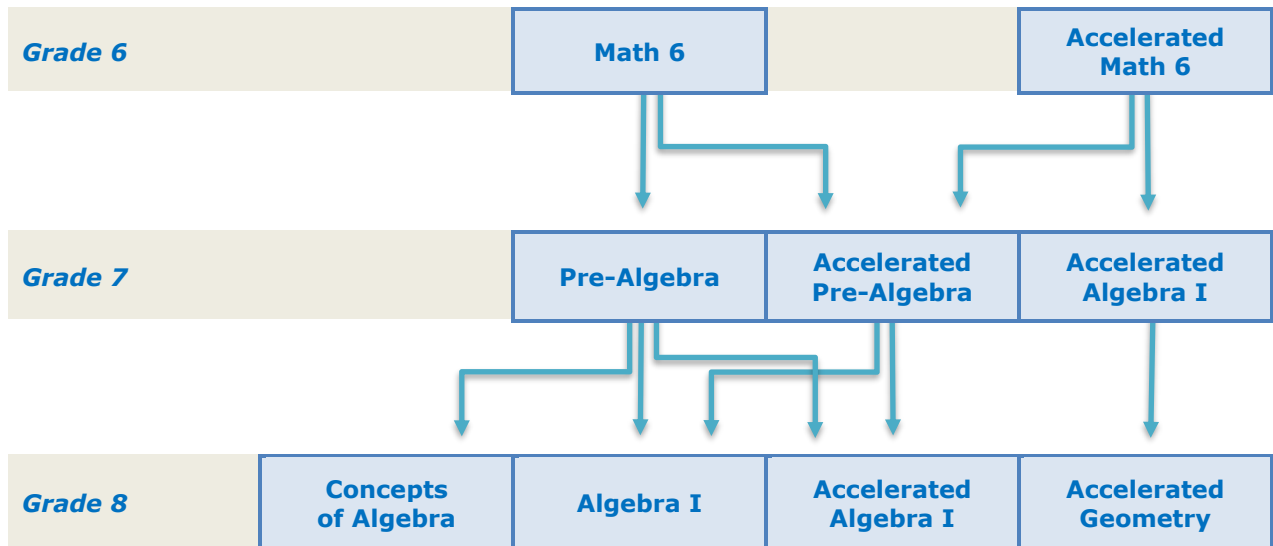 Grade 6
Math 6
Accelerated
Math 6
Grade 7
Pre-Algebra
Accelerated
Pre-Algebra
Accelerated
Algebra I
Grade 8
Concepts
of Algebra
Algebra I
Accelerated
Algebra I
Accelerated
Geometry